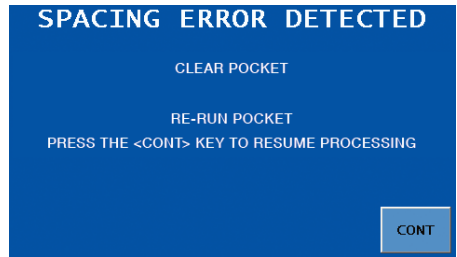 SPACING ERROR DETECTED
CLEAR POCKET
RE-RUN POCKET
PRESS THE <CONT> KEY TO RESUME PROCESSING
CONT